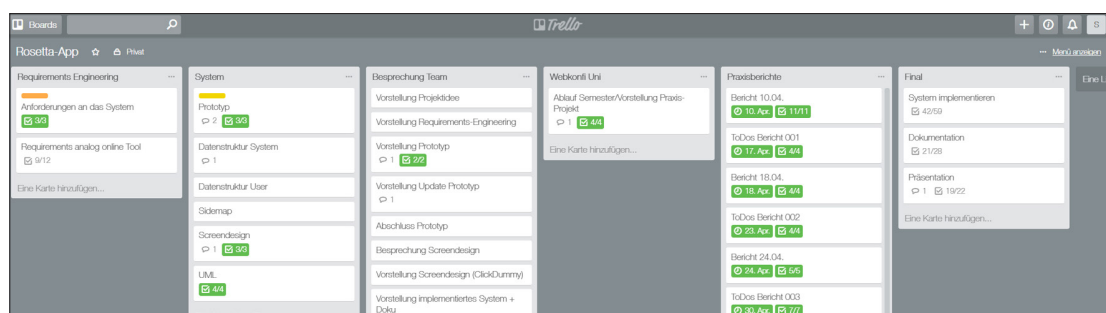 Boards
Trello
S
Rosetta-App
Privat
Menü anzeigen
Requirements Engineering
Anforderungen an das System
3/3
Requirements analog online Tool
9/12
Eine Karte hinzufügen...
System
Prototyp
2 3/3
Datenstruktur System
1
Datenstruktur User
Sidemap
Screendesign
1 3/3
UML
4/4
Besprechung Team
Vorstellung Projektidee
Vorstellung Requirements-Engineering
Vorstellung Prototyp
1 2/2
Vorstellung Update Prototyp
1
Abschluss Prototyp
Besprechung Screendesign
Vorstellung Screendesign (ClickDummy)
Vorstellung implementiertes System +
Doku
Webkonfi Uni
Ablauf Semester/Vorstellung Praxis-
Projekt
1 4/4
Eine Karte hinzufügen...
Praxisberichte
Bericht 10.04.
10. Apr. 11/11
ToDos Bericht 001
17. Apr. 4/4
Bericht 18.04.
18. Apr. 4/4
ToDos Bericht 002
23. Apr. 4/4
Bericht 24.04.
24. Apr. 5/5
ToDos Bericht 003
30. Apr. 7/7
Final
System implementieren
42/59
Dokumentation
21/28
Präsentation
1 19/22
Eine Karte hinzufügen...
Eine L